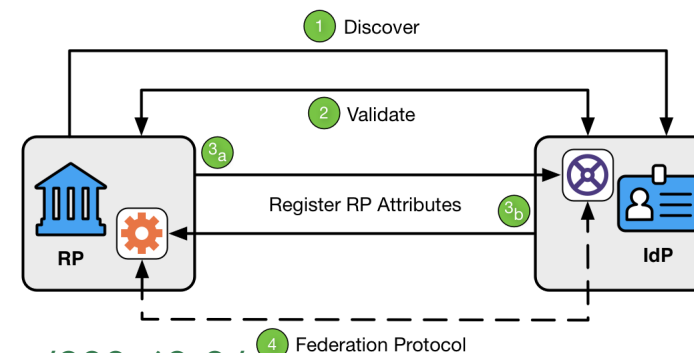 1 Discover
2 Validate
3a
Register RP Attributes
3b
RP
IdP
4 Federation Protocol